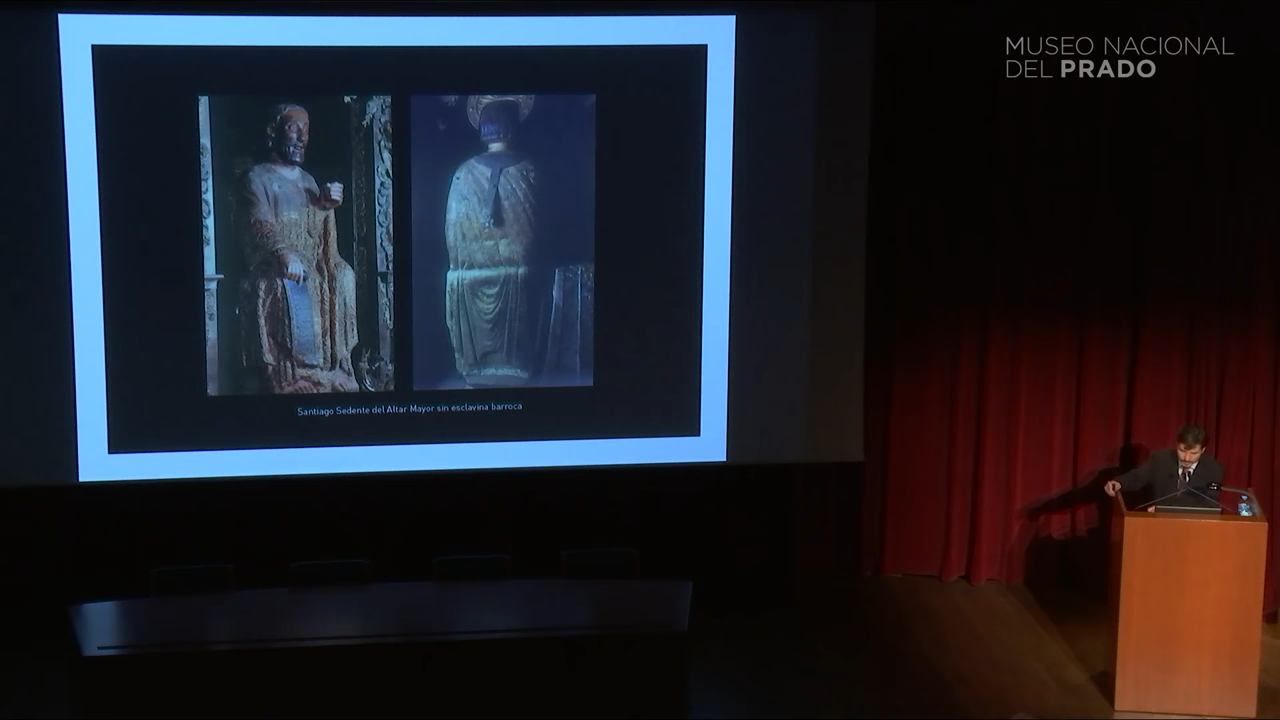 MUSEO NACIONAL
DEL PRADO
Santiago Sedente del Altar Mayor sin esclavina barroca